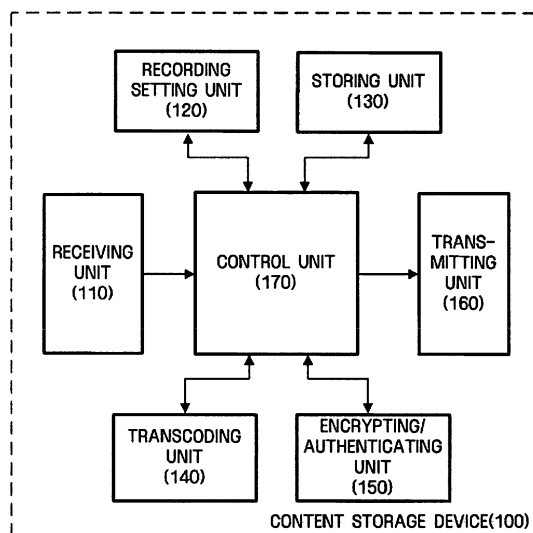 RECORDING
SETTING UNIT
(120)
STORING UNIT
(130)
RECEIVING
UNIT
(110)
CONTROL UNIT
(170)
TRANS-
MITTING
UNIT
(160)
TRANSCODING
UNIT
(140)
ENCRYPTING/
AUTHENTICATING
UNIT
(150)
CONTENT STORAGE DEVICE(100)